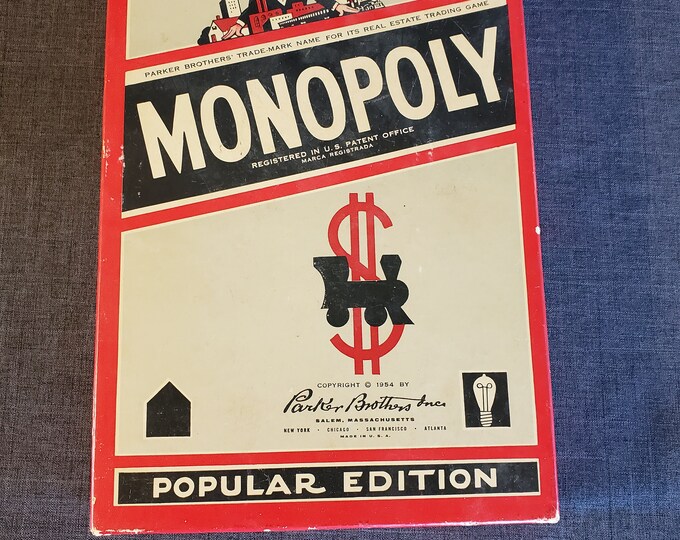 PARKER BROTHERS' TRADE-MARK NAME FOR ITS REAL ESTATE TRADING GAME
MONOPOLY
REGISTERED IN U.S. PATENT OFFICE
MARCA REGISTRADA
$
COPYRIGHT © 1954 BY
Parker Brothers Inc.
SALEM, MASSACHUSETTS
NEW YORK • CHICAGO • SAN FRANCISCO • ATLANTA
MADE IN U.S.A.
POPULAR EDITION